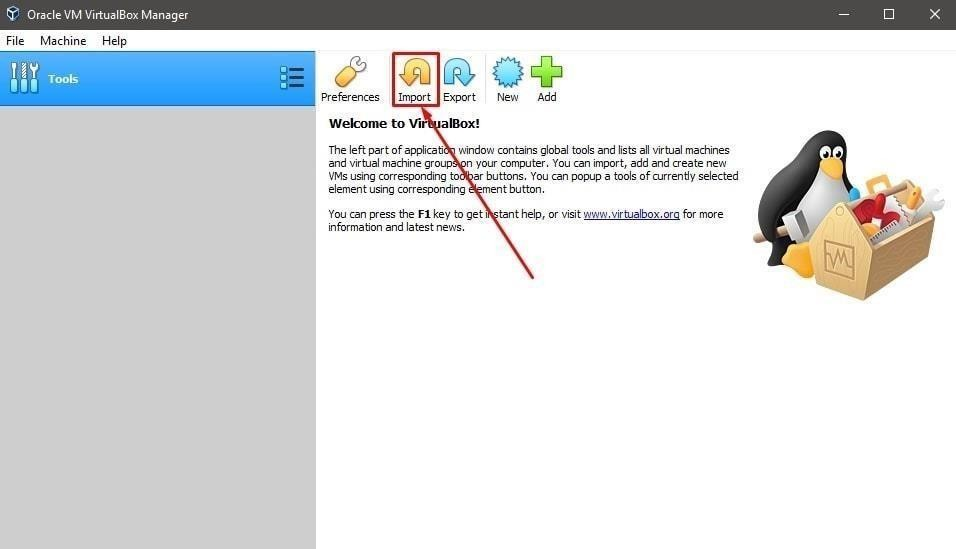 Oracle VM VirtualBox Manager
File Machine Help
Tools
Preferences Import Export New Add
Welcome to VirtualBox!
The left part of application window contains global tools and lists all virtual machines
and virtual machine groups on your computer. You can import, add and create new
VMs using corresponding toolbar buttons. You can popup a tools of currently selected
element using corresponding element button.
You can press the F1 key to get instant help, or visit www.virtualbox.org for more
information and latest news.